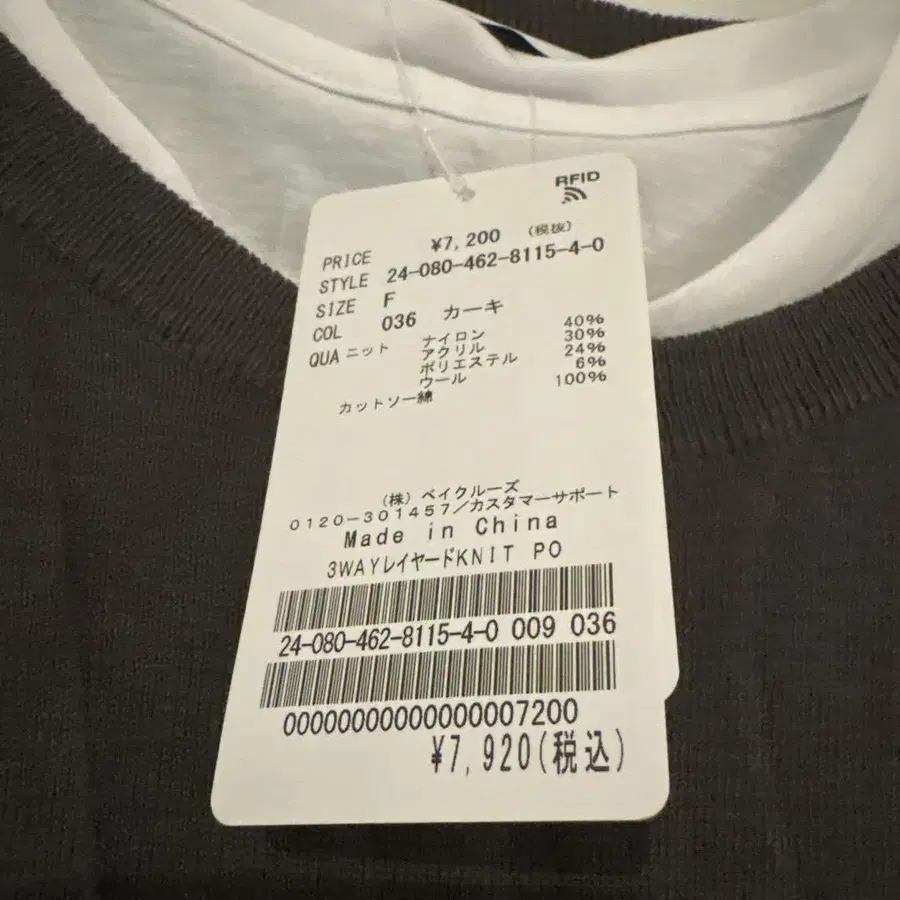 RFID
PRICE ¥7,200 (税抜)
STYLE 24-080-462-8115-4-0
SIZE F
COL 036 カーキ
QUA ニット ナイロン 40%
アクリル 30%
ポリエステル 24%
ウール 6%
カットソー綿 100%
(株) ベイクルーズ
0120-301457/カスタマーサポート
Made in China
3WAYレイヤードKNIT PO
24-080-462-8115-4-0 009 036
00000000000000007200
¥7,920(税込)